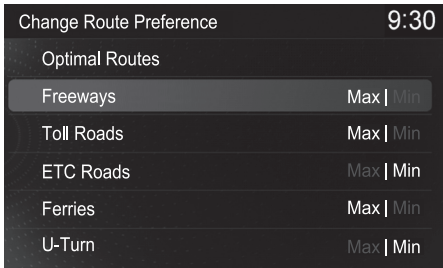 Change Route Preference 9:30
Optimal Routes
Freeways Max | Min
Toll Roads Max | Min
ETC Roads Max | Min
Ferries Max | Min
U-Turn Max | Min